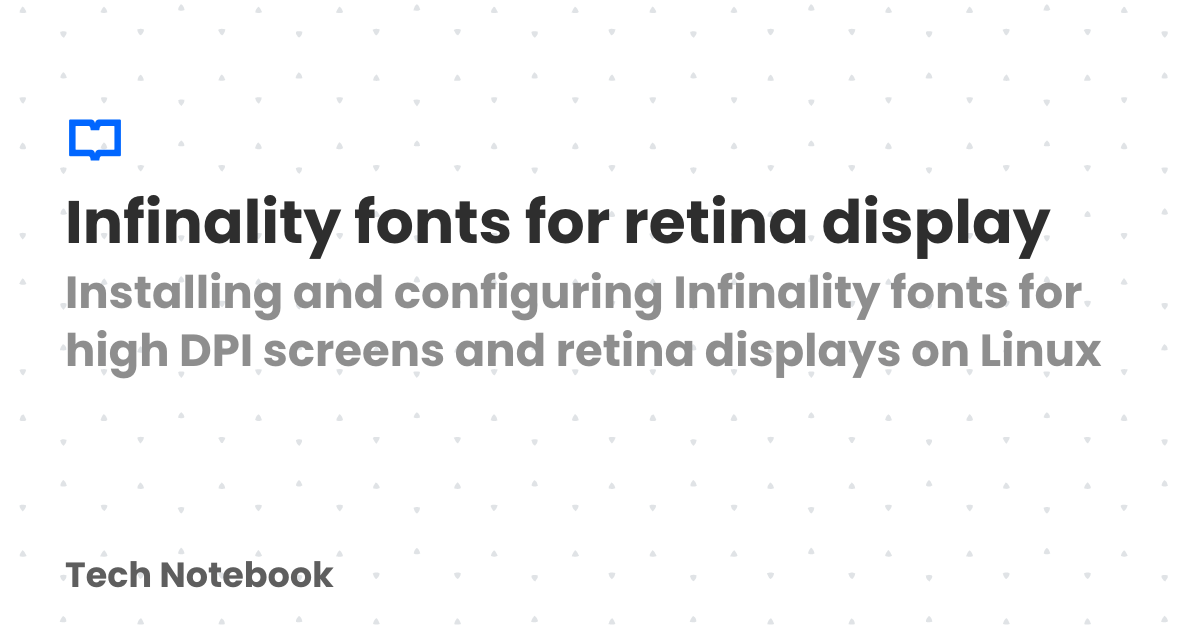 Infinality fonts for retina display
Installing and configuring Infinality fonts for
high DPI screens and retina displays on Linux
Tech Notebook